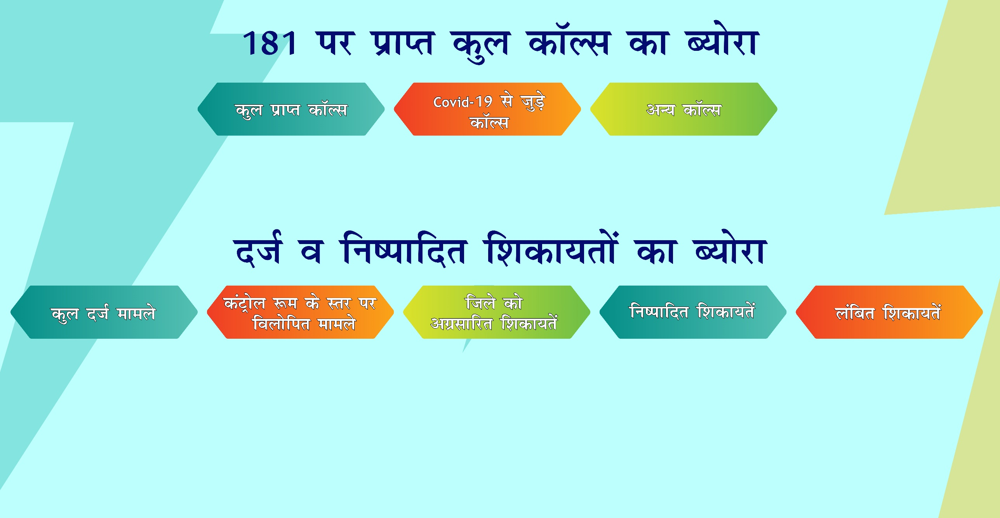 181 पर प्राप्त कुल कॉल्स का ब्योरा
कुल प्राप्त कॉल्स
Covid-19 से जुड़े
कॉल्स
अन्य कॉल्स
दर्ज व निष्पादित शिकायतों का ब्योरा
कुल दर्ज मामले
कंट्रोल रूम के स्तर पर
विलोपित मामले
जिले को
अग्रसारित शिकायतें
निष्पादित शिकायतें
लंबित शिकायतें